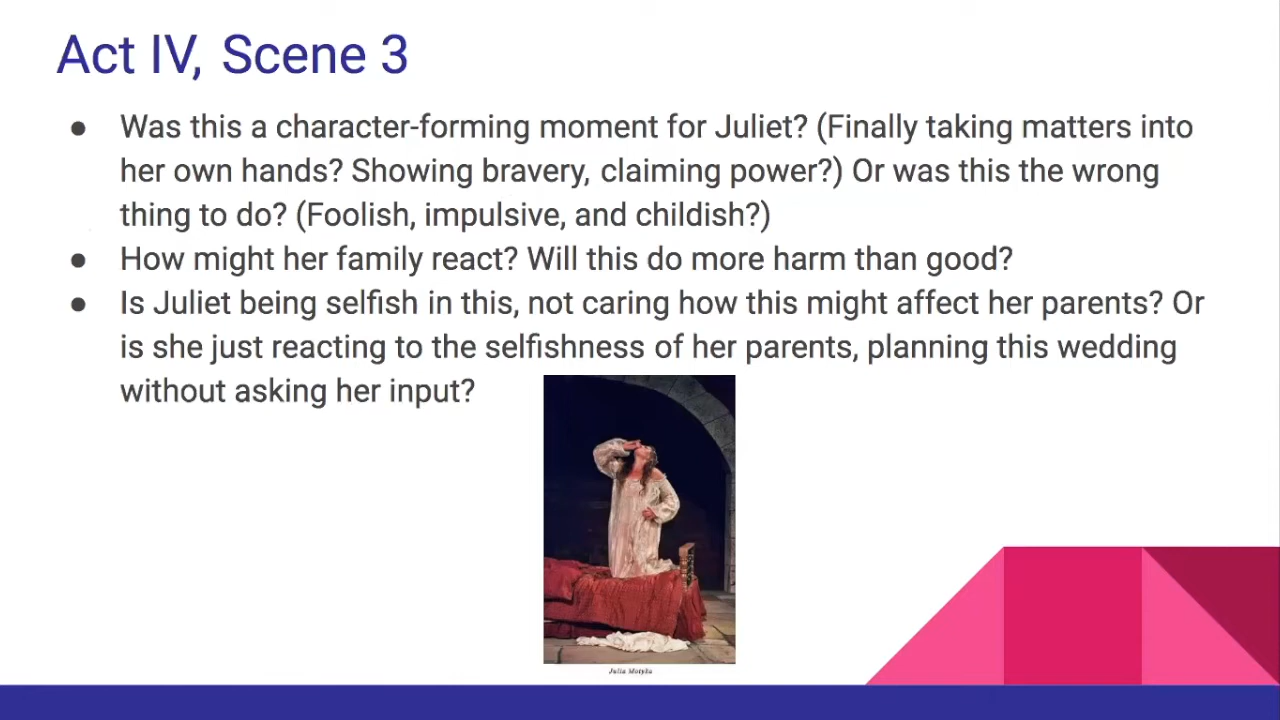 Act IV, Scene 3
● Was this a character-forming moment for Juliet? (Finally taking matters into
her own hands? Showing bravery, claiming power?) Or was this the wrong
thing to do? (Foolish, impulsive, and childish?)
● How might her family react? Will this do more harm than good?
● Is Juliet being selfish in this, not caring how this might affect her parents? Or
is she just reacting to the selfishness of her parents, planning this wedding
without asking her input?
Julia Motyka